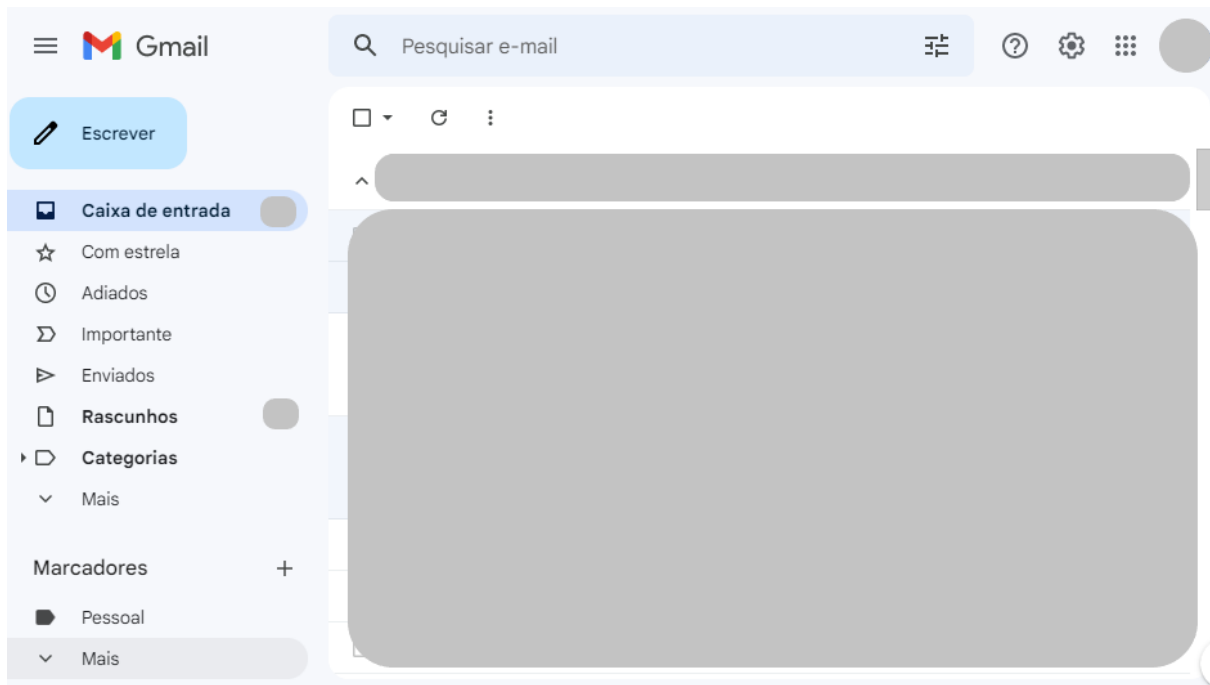 Gmail
Pesquisar e-mail
Escrever
Caixa de entrada
Com estrela
Adiados
Importante
Enviados
Rascunhos
Categorias
Mais
Marcadores
Pessoal
Mais